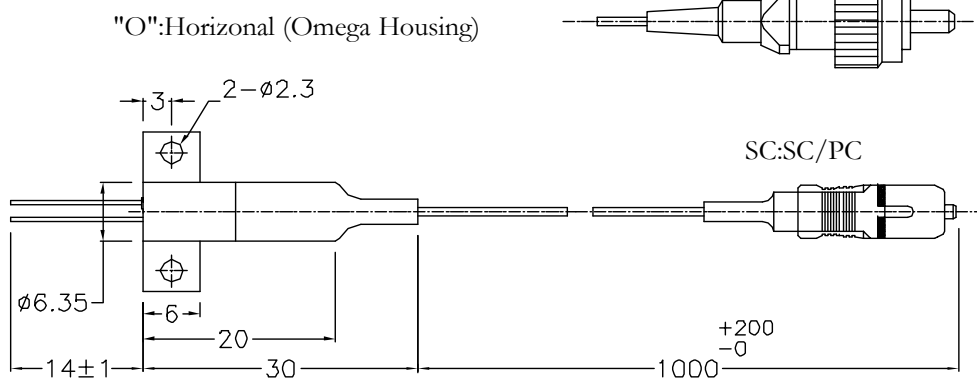 "O":Horizonal (Omega Housing)
3
2-ø2.3
SC:SC/PC
ø6.35
6
20
+200
-0
14±1
30
1000